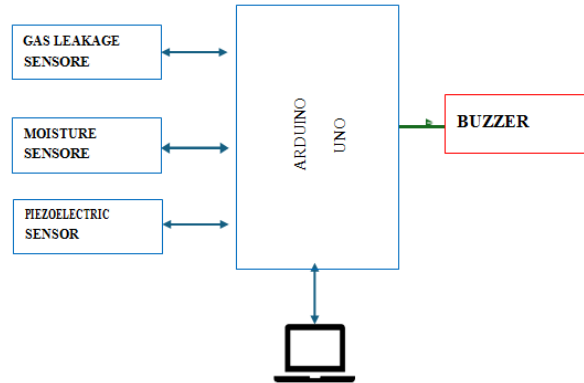 GAS LEAKAGE
SENSORE
MOISTURE
SENSORE
PIEZOELECTRIC
SENSOR
ARDUINO
UNO
BUZZER